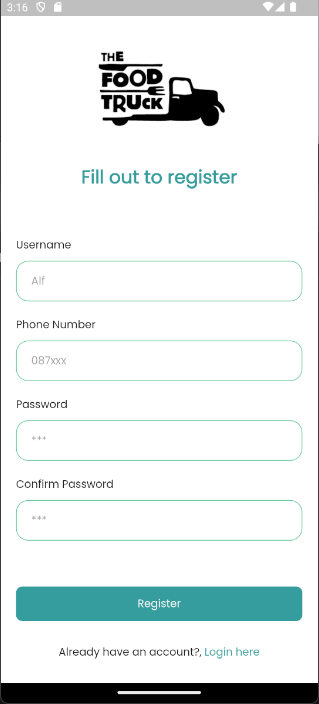 3:16
THE
FOOD
TRUCK
Fill out to register
Username
Alf
Phone Number
087xxx
Password
***
Confirm Password
***
Register
Already have an account?, Login here